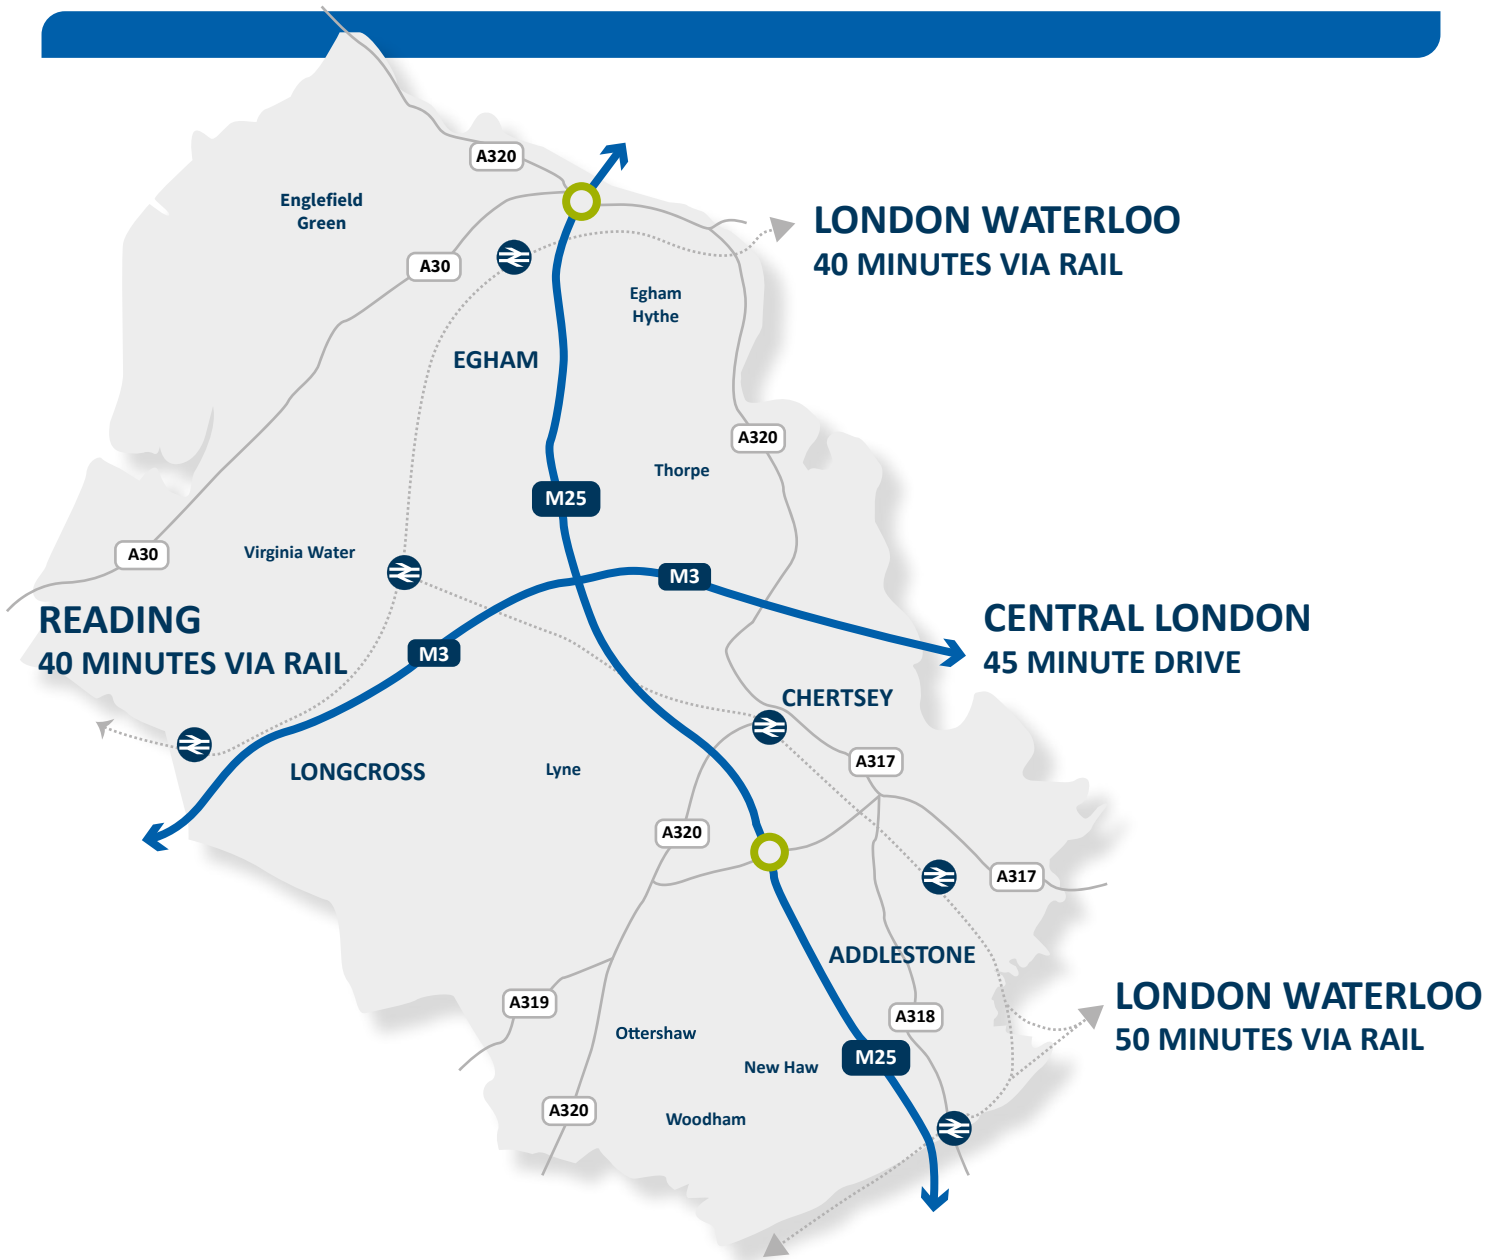 A320
Englefield
Green
LONDON WATERLOO
40 MINUTES VIA RAIL
A30
Egham
Hythe
EGHAM
A320
Thorpe
M25
A30
Virginia Water
M3
READING
40 MINUTES VIA RAIL
M3
CENTRAL LONDON
45 MINUTE DRIVE
CHERTSEY
LONGCROSS
Lyne
A317
A320
A317
ADDLESTONE
A319
A318
LONDON WATERLOO
50 MINUTES VIA RAIL
Ottershaw
New Haw
M25
A320
Woodham